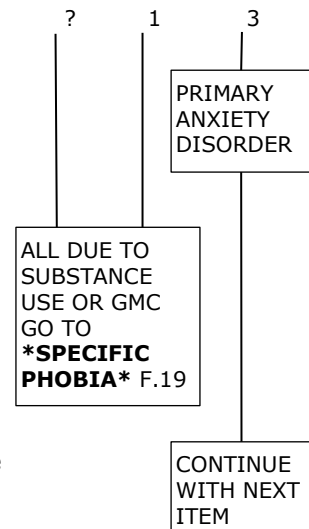 ? 1 3
PRIMARY
ANXIETY
DISORDER
ALL DUE TO
SUBSTANCE
USE OR GMC
GO TO
*SPECIFIC
PHOBIA* F.19
CONTINUE
WITH NEXT
ITEM